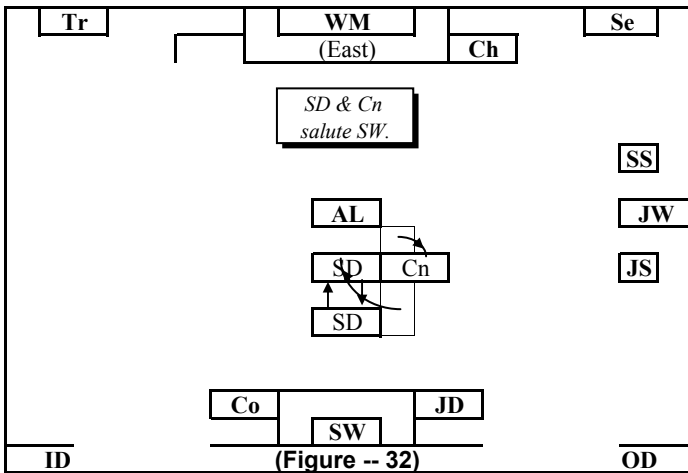 Tr WM Se
(East) Ch
SD & Cn
salute SW.
SS
AL JW
SD Cn JS
SD
Co JD
SW
ID (Figure -- 32) OD